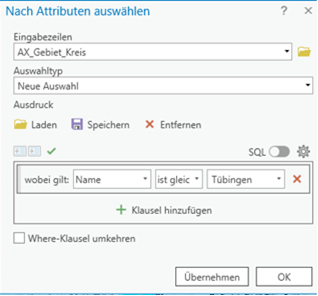 Nach Attributen auswählen ? ×
Eingabezeilen
AX_Gebiet_Kreis
Auswahltyp
Neue Auswahl
Ausdruck
Laden Speichern Entfernen
SQL
wobei gilt: Name ist gleic Tübingen
Klausel hinzufügen
Where-Klausel umkehren
Übernehmen OK